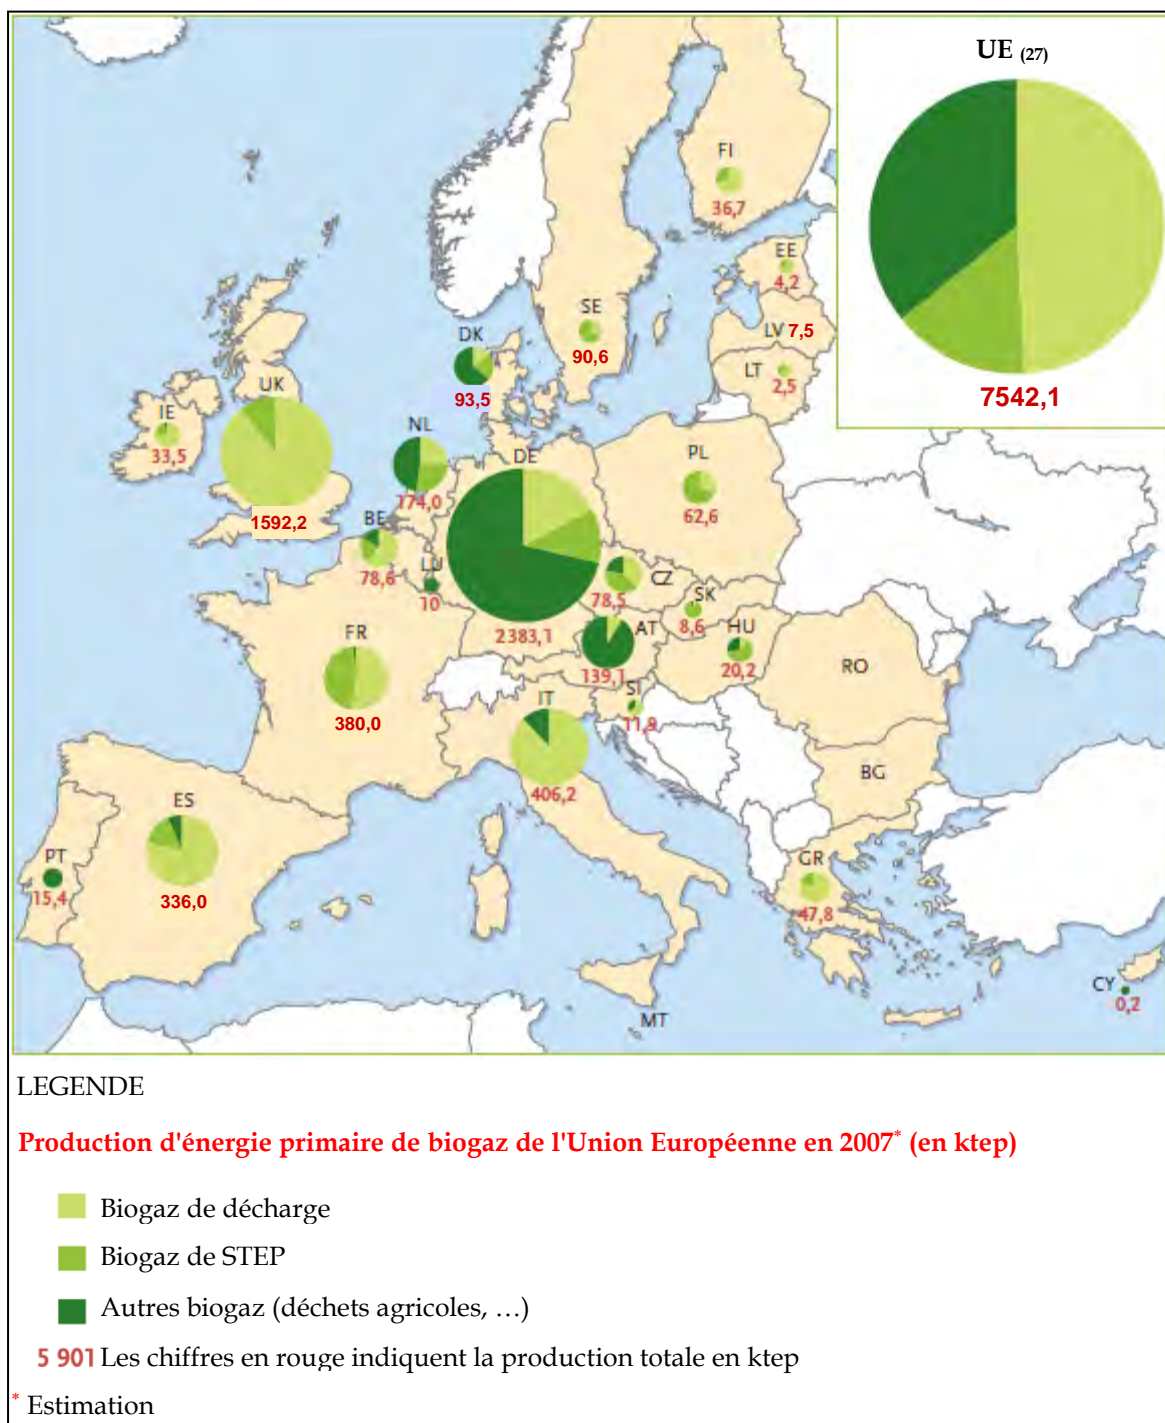 UE (27)
7542,1
FI
36,7
EE
4,2
SE
90,6
LV 7,5
DK
93,5
LT
2,5
UK
1592,2
IE
33,5
NL
174,0
DE
2383,1
PL
62,6
BE
78,6
LU
10
CZ
78,5
SK
8,6
FR
380,0
AT
139,1
HU
20,2
RO
IT
406,2
SI
11,9
BG
ES
336,0
PT
15,4
GR
47,8
CY
0,2
MT
LEGENDE
Production d'énergie primaire de biogaz de l'Union Européenne en 2007* (en ktep)
Biogaz de décharge
Biogaz de STEP
Autres biogaz (déchets agricoles, …)
5 901 Les chiffres en rouge indiquent la production totale en ktep
* Estimation